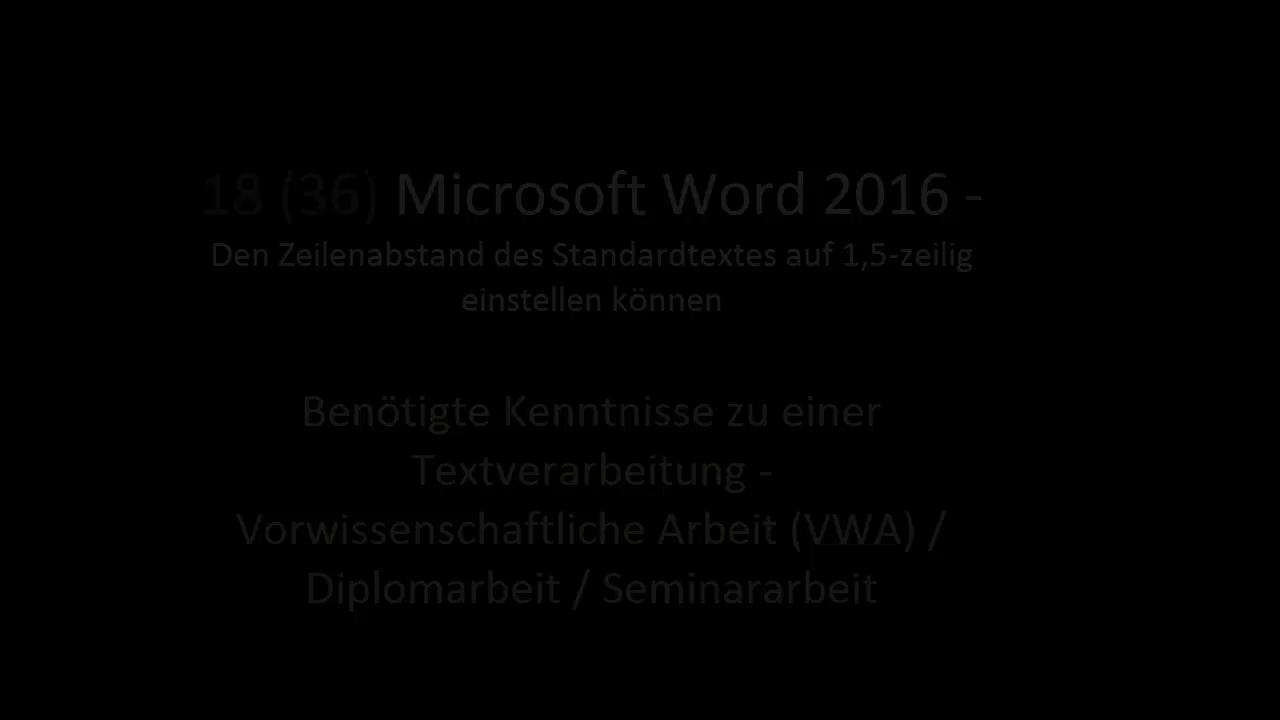 18 (36) Microsoft Word 2016 -
Den Zeilenabstand des Standardtextes auf 1,5-zeilig
einstellen können
Benötigte Kenntnisse zu einer
Textverarbeitung -
Vorwissenschaftliche Arbeit (VWA) /
Diplomarbeit / Seminararbeit